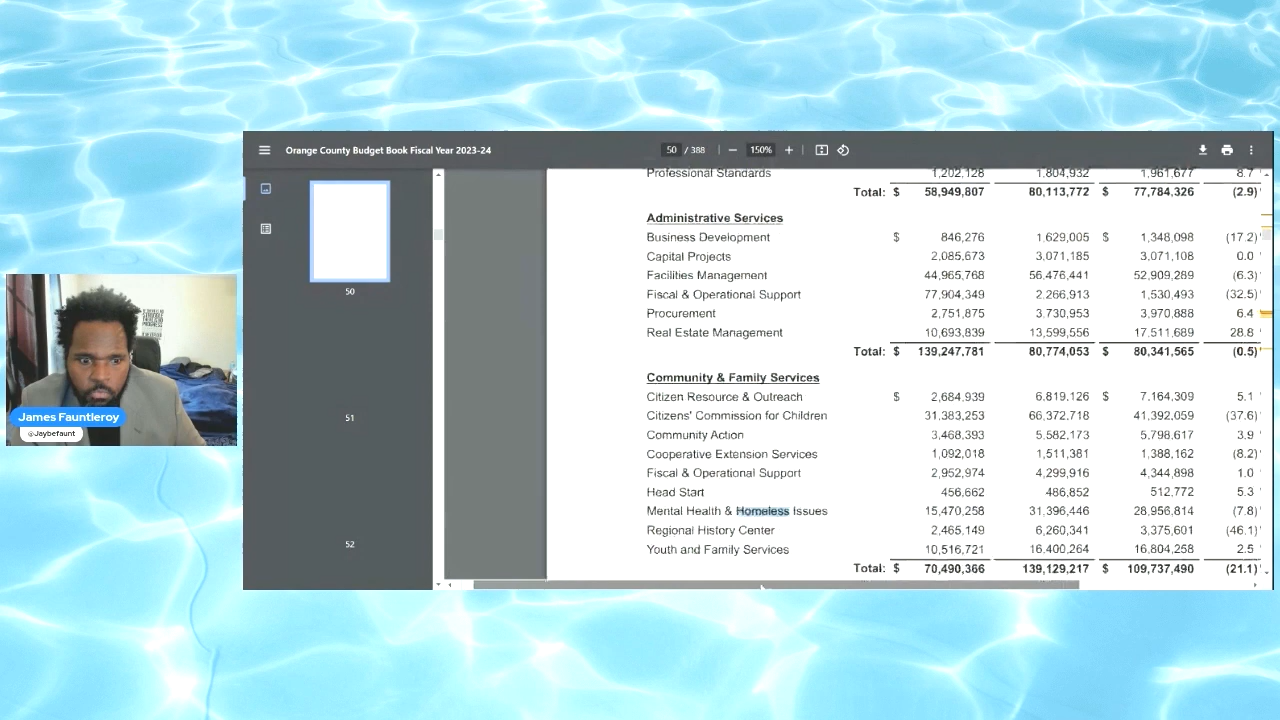 Orange County Budget Book Fiscal Year 2023-24 50 / 388 150%
Professional Standards 1,202,128 1,804,932 1,961,677 8.7
Total: $ 58,949,807 80,113,772 $ 77,784,326 (2.9)
Administrative Services
Business Development $ 846,276 1,629,005 $ 1,348,098 (17.2)
Capital Projects 2,085,673 3,071,185 3,071,108 0.0
Facilities Management 44,965,768 56,476,441 52,909,289 (6.3)
Fiscal & Operational Support 77,904,349 2,266,913 1,530,493 (32.5)
Procurement 2,751,875 3,730,953 3,970,888 6.4
Real Estate Management 10,693,839 13,599,556 17,511,689 28.8
Total: $ 139,247,781 80,774,053 $ 80,341,565 (0.5)
Community & Family Services
Citizen Resource & Outreach $ 2,684,939 6,819,126 $ 7,164,309 5.1
Citizens' Commission for Children 31,383,253 66,372,718 41,392,059 (37.6)
Community Action 3,468,393 5,582,173 5,798,617 3.9
Cooperative Extension Services 1,092,018 1,511,381 1,388,162 (8.2)
Fiscal & Operational Support 2,952,974 4,299,916 4,344,898 1.0
Head Start 456,662 486,852 512,772 5.3
Mental Health & Homeless Issues 15,470,258 31,396,446 28,956,814 (7.8)
Regional History Center 2,465,149 6,260,341 3,375,601 (46.1)
Youth and Family Services 10,516,721 16,400,264 16,804,258 2.5
Total: $ 70,490,366 139,129,217 $ 109,737,490 (21.1)
50
51
52
James Fauntleroy
@Jaybefaunt